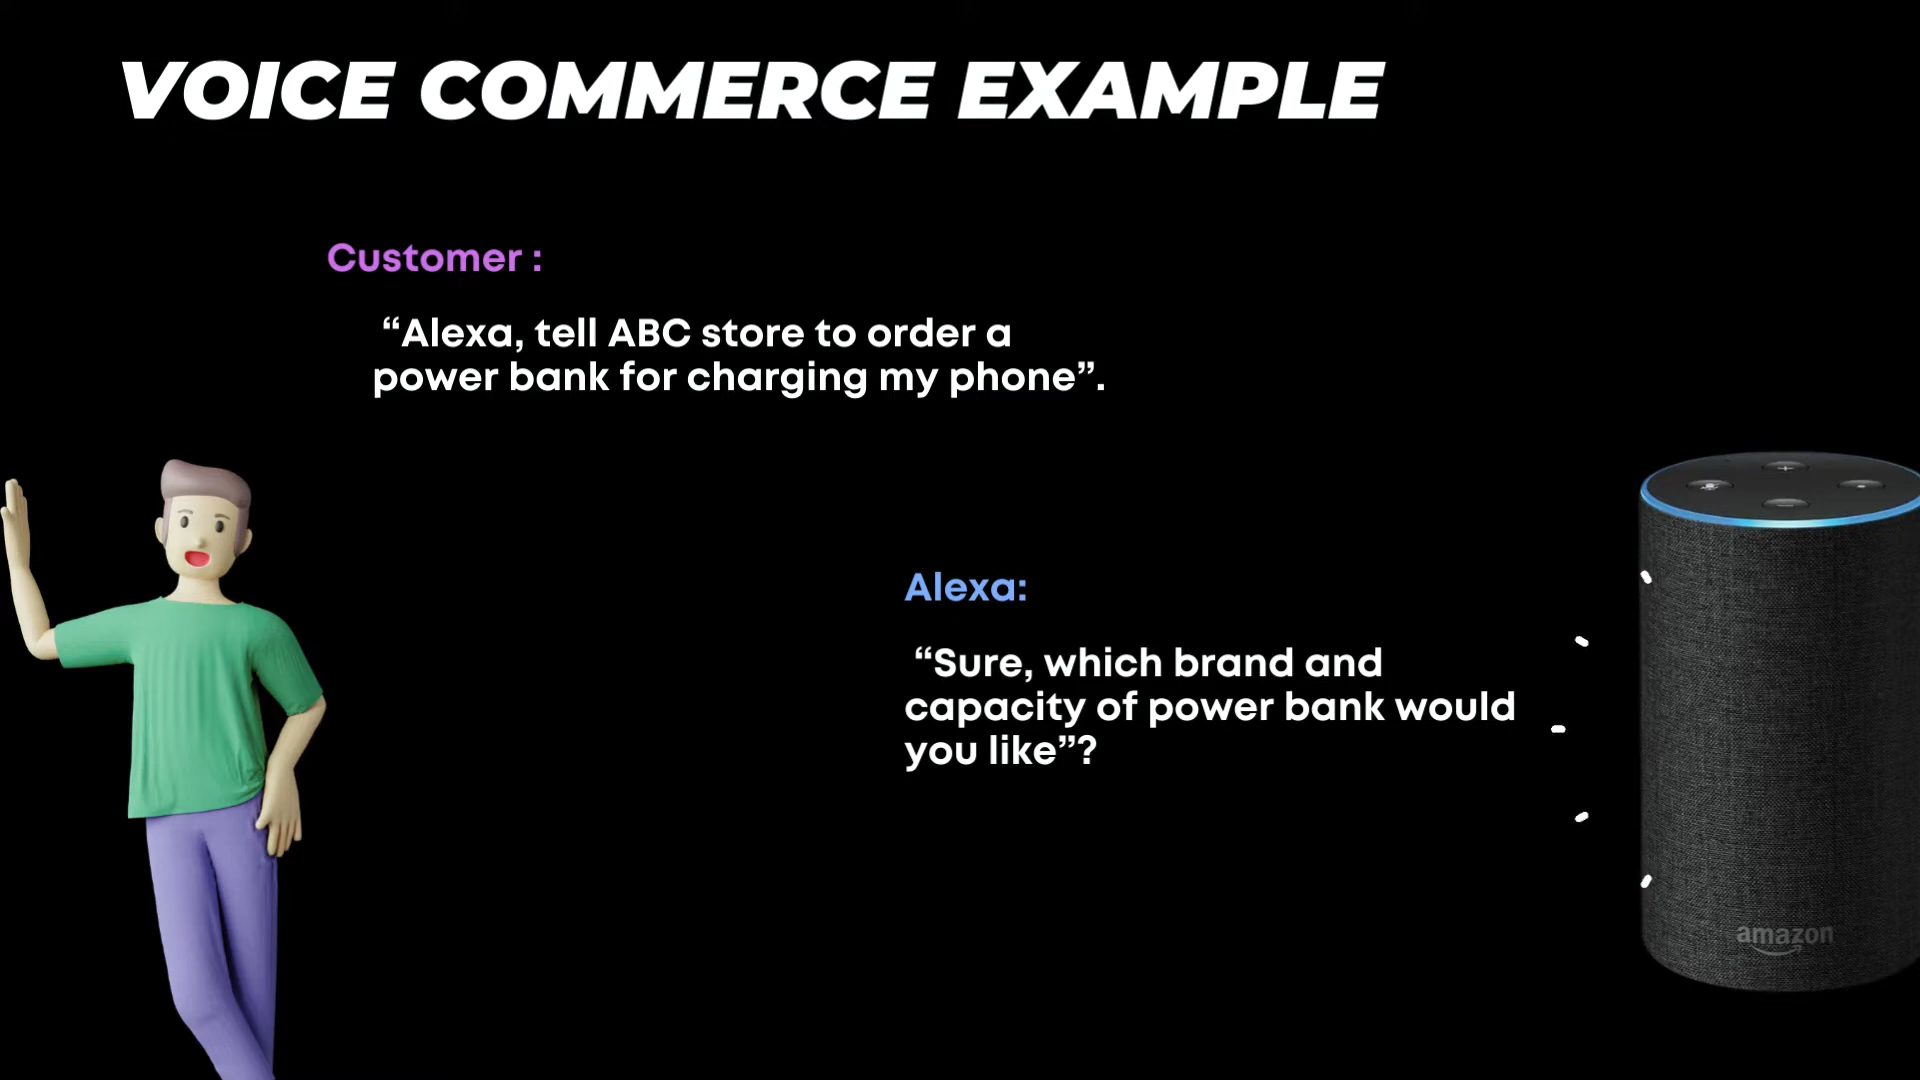 VOICE COMMERCE EXAMPLE
Customer :
“Alexa, tell ABC store to order a
power bank for charging my phone”.
Alexa:
“Sure, which brand and
capacity of power bank would
you like”?
amazon